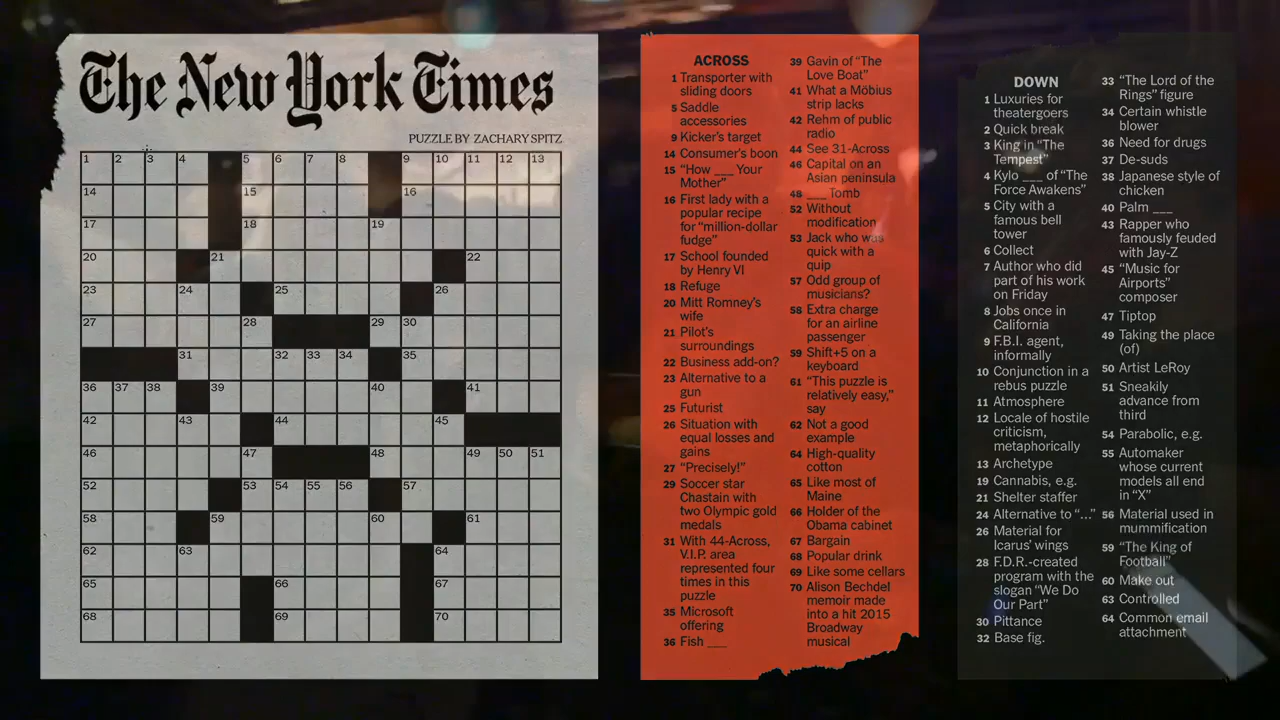 The New York Times
PUZZLE BY ZACHARY SPITZ
1 2 3 4 5 6 7 8 9 10 11 12 13
14 15 16
17 18 19
20 21 22
23 24 25 26
27 28 29 30
31 32 33 34 35
36 37 38 39 40 41
42 43 44 45
46 47 48 49 50 51
52 53 54 55 56 57
58 59 60 61
62 63 64
65 66 67
68 69 70
ACROSS
1 Transporter with
sliding doors
5 Saddle
accessories
9 Kicker's target
14 Consumer's boon
15 “How ___ Your
Mother”
16 First lady with a
popular recipe
for “million-dollar
fudge”
17 School founded
by Henry VI
18 Refuge
20 Mitt Romney's
wife
21 Pilot's
surroundings
22 Business add-on?
23 Alternative to a
gun
25 Futurist
26 Situation with
equal losses and
gains
27 “Precisely!”
29 Soccer star
Chastain with
two Olympic gold
medals
31 With 44-Across,
V.I.P. area
represented four
times in this
puzzle
35 Microsoft
offering
36 Fish ___
39 Gavin of “The
Love Boat”
41 What a Möbius
strip lacks
42 Rehm of public
radio
44 See 31-Across
46 Capital on an
Asian peninsula
48 ___ Tomb
52 Without
modification
53 Jack who was
quick with a
quip
57 Odd group of
musicians?
58 Extra charge
for an airline
passenger
59 Shift+5 on a
keyboard
61 “This puzzle is
relatively easy,”
say
62 Not a good
example
64 High-quality
cotton
65 Like most of
Maine
66 Holder of the
Obama cabinet
67 Bargain
68 Popular drink
69 Like some cellars
70 Alison Bechdel
memoir made
into a hit 2015
Broadway
musical
DOWN
1 Luxuries for
theatergoers
2 Quick break
3 King in “The
Tempest”
4 Kylo ___ of “The
Force Awakens”
5 City with a
famous bell
tower
6 Collect
7 Author who did
part of his work
on Friday
8 Jobs once in
California
9 F.B.I. agent,
informally
10 Conjunction in a
rebus puzzle
11 Atmosphere
12 Locale of hostile
criticism,
metaphorically
13 Archetype
19 Cannabis, e.g.
21 Shelter staffer
24 Alternative to “...”
26 Material for
Icarus' wings
28 F.D.R.-created
program with the
slogan “We Do
Our Part”
30 Pittance
32 Base fig.
33 “The Lord of the
Rings” figure
34 Certain whistle
blower
36 Need for drugs
37 De-suds
38 Japanese style of
chicken
40 Palm ___
43 Rapper who
famously feuded
with Jay-Z
45 “Music for
Airports”
composer
47 Tiptop
49 Taking the place
(of)
50 Artist LeRoy
51 Sneakily
advance from
third
54 Parabolic, e.g.
55 Automaker
whose current
models all end
in “X”
56 Material used in
mummification
59 “The King of
Football”
60 Make out
63 Controlled
64 Common email
attachment